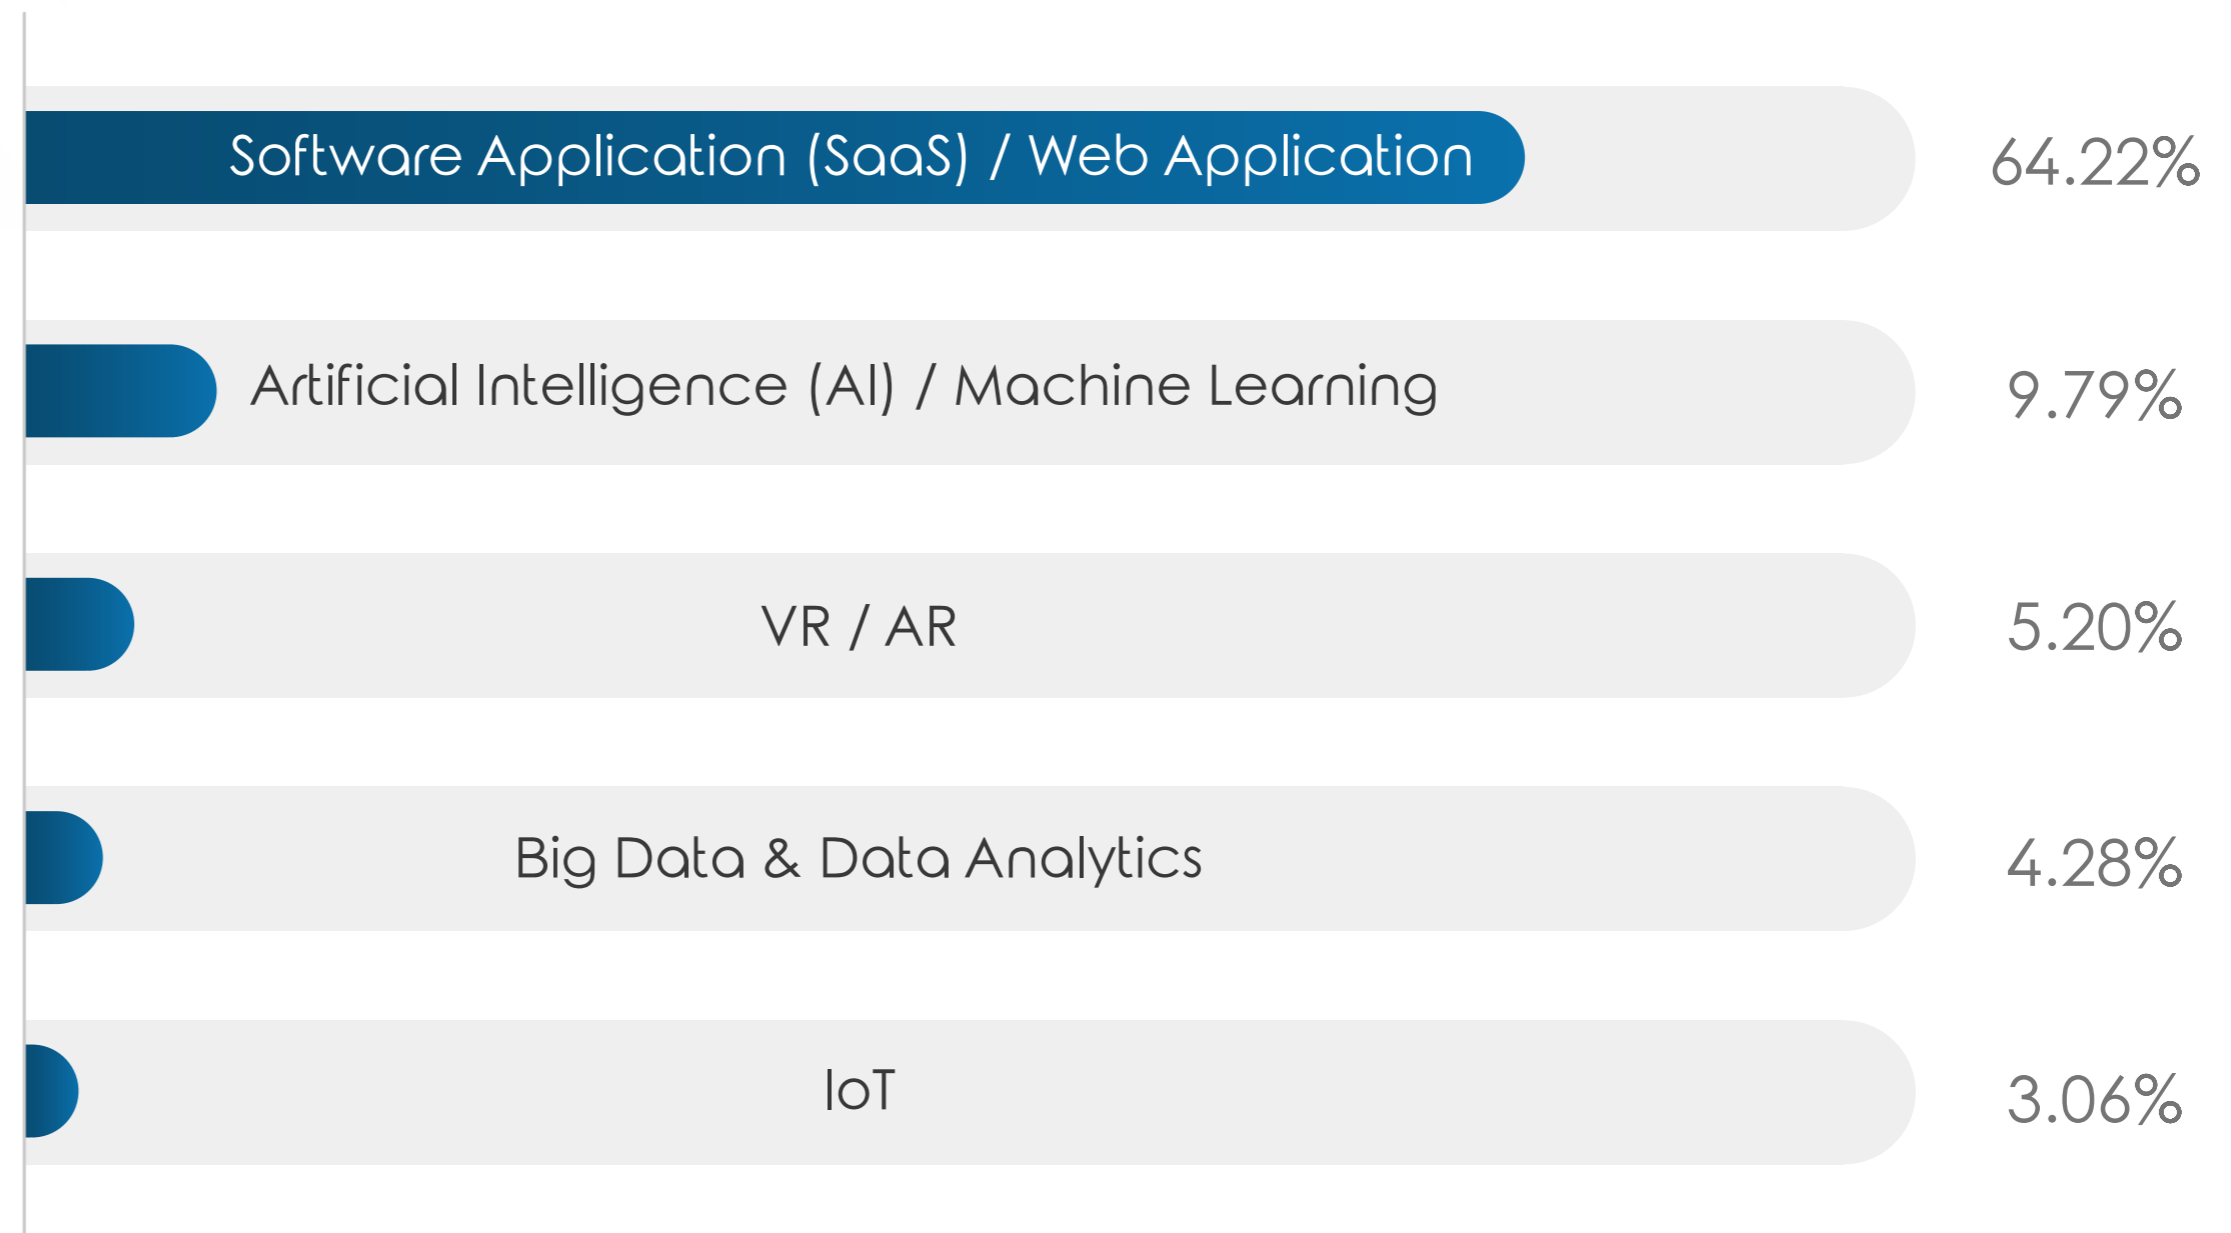 Software Application (SaaS) / Web Application 64.22%
Artificial Intelligence (AI) / Machine Learning 9.79%
VR / AR 5.20%
Big Data & Data Analytics 4.28%
IoT 3.06%